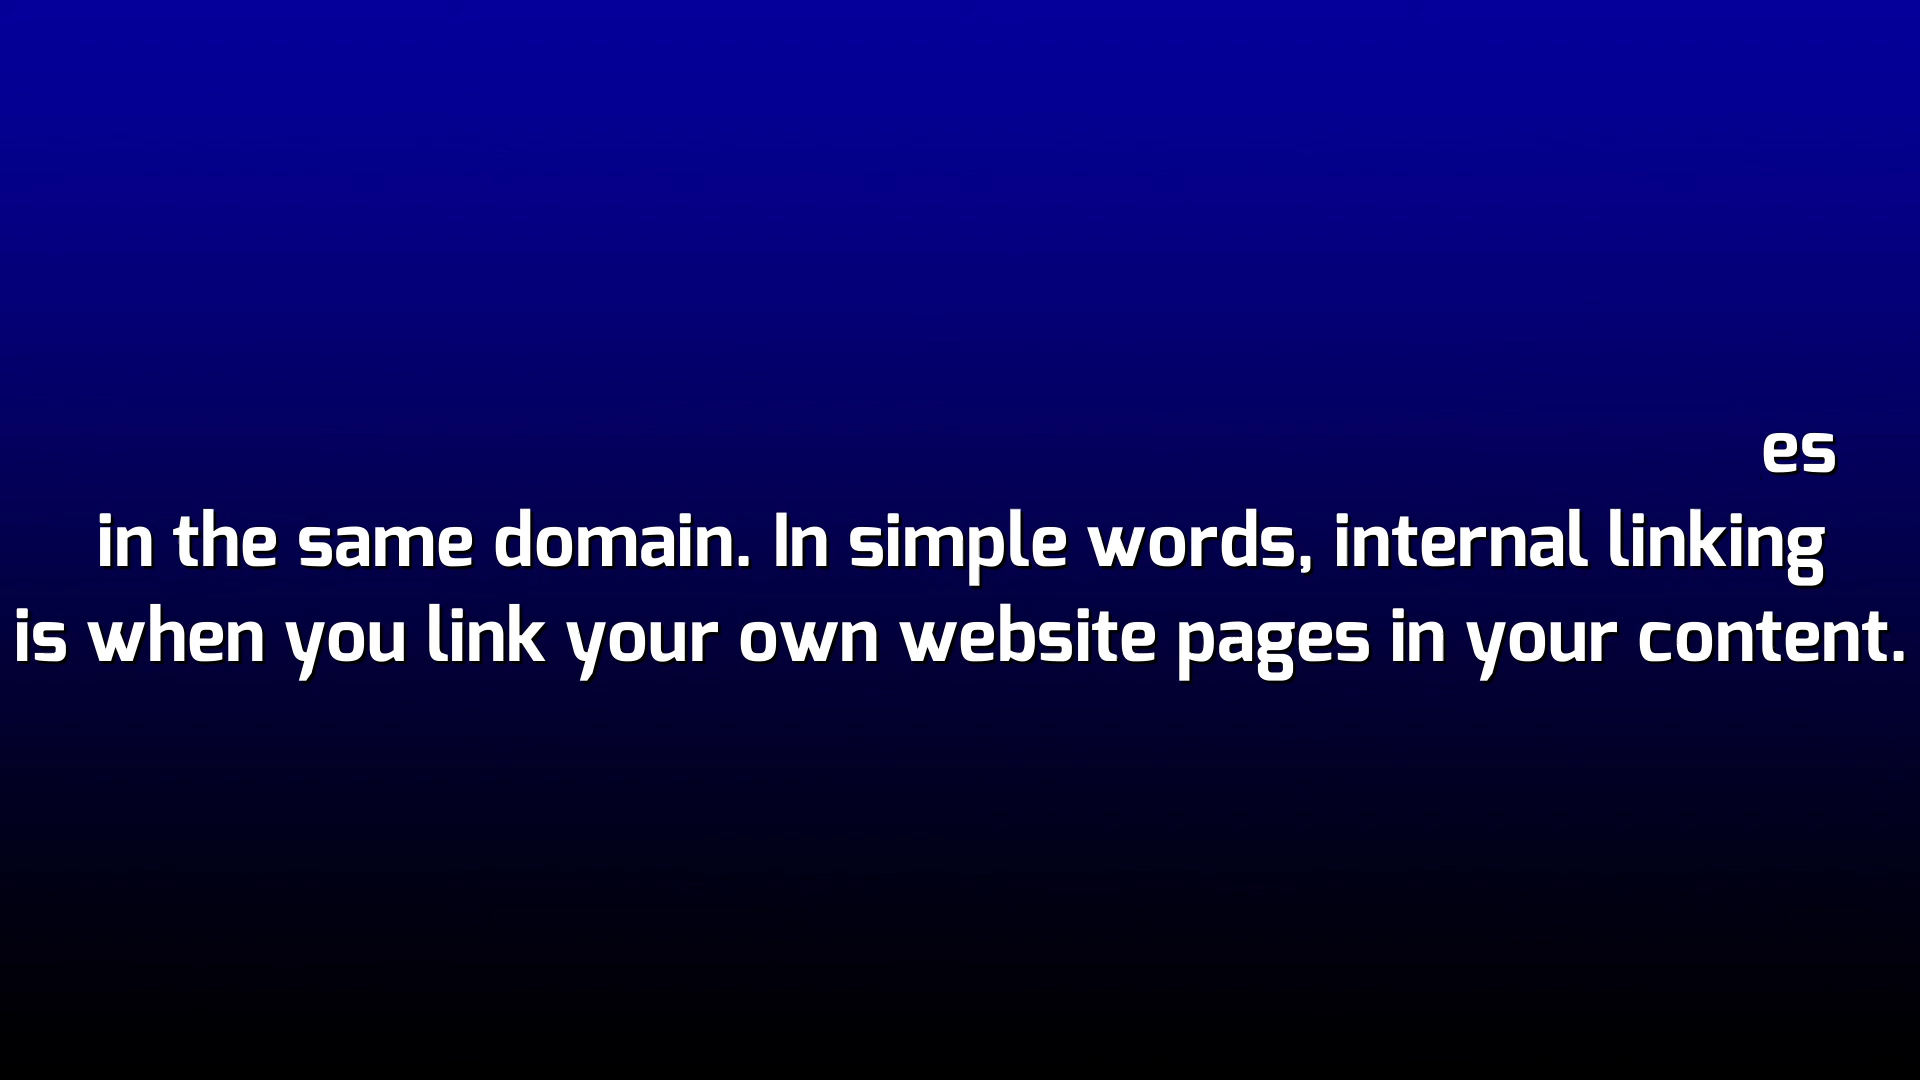 es
in the same domain. In simple words, internal linking
is when you link your own website pages in your content.